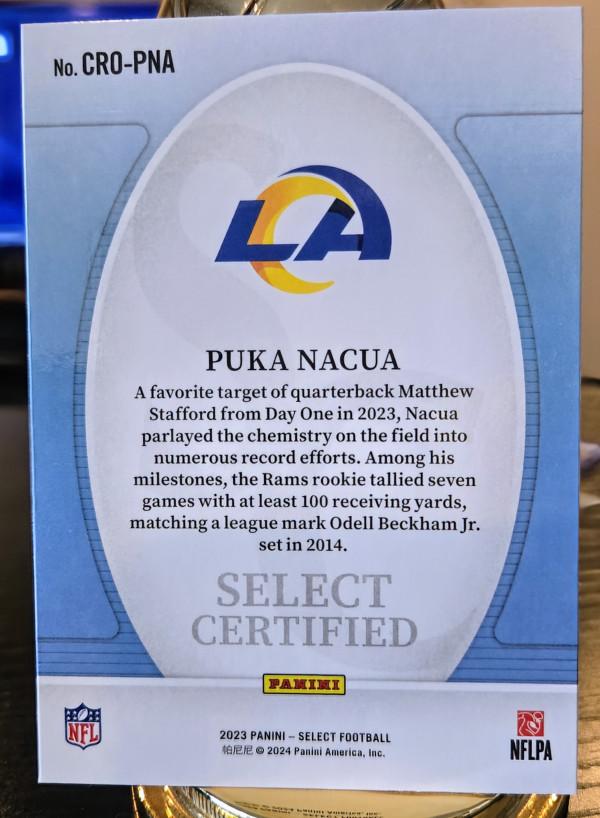 No. CRO-PNA
LA
PUKA NACUA
A favorite target of quarterback Matthew
Stafford from Day One in 2023, Nacua
parlayed the chemistry on the field into
numerous record efforts. Among his
milestones, the Rams rookie tallied seven
games with at least 100 receiving yards,
matching a league mark Odell Beckham Jr.
set in 2014.
SELECT
CERTIFIED
PANINI
NFL
2023 PANINI – SELECT FOOTBALL
帕尼尼 © 2024 Panini America, Inc.
NFLPA